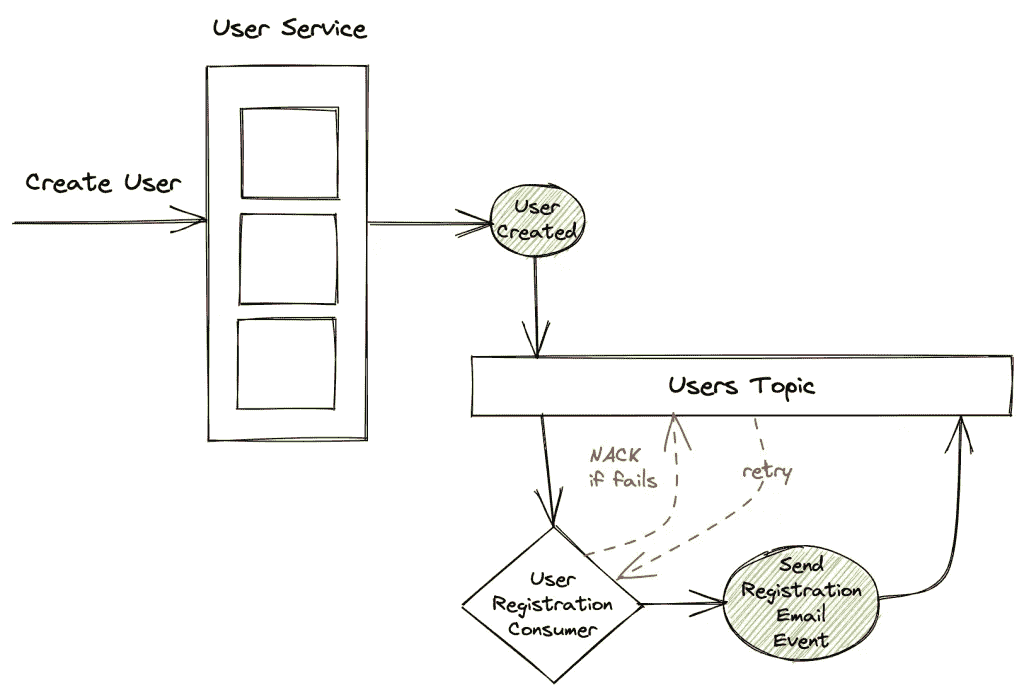 User Service
Create User
User
Created
Users Topic
NACK
if fails
retry
User
Registration
Consumer
Send
Registration
Email
Event